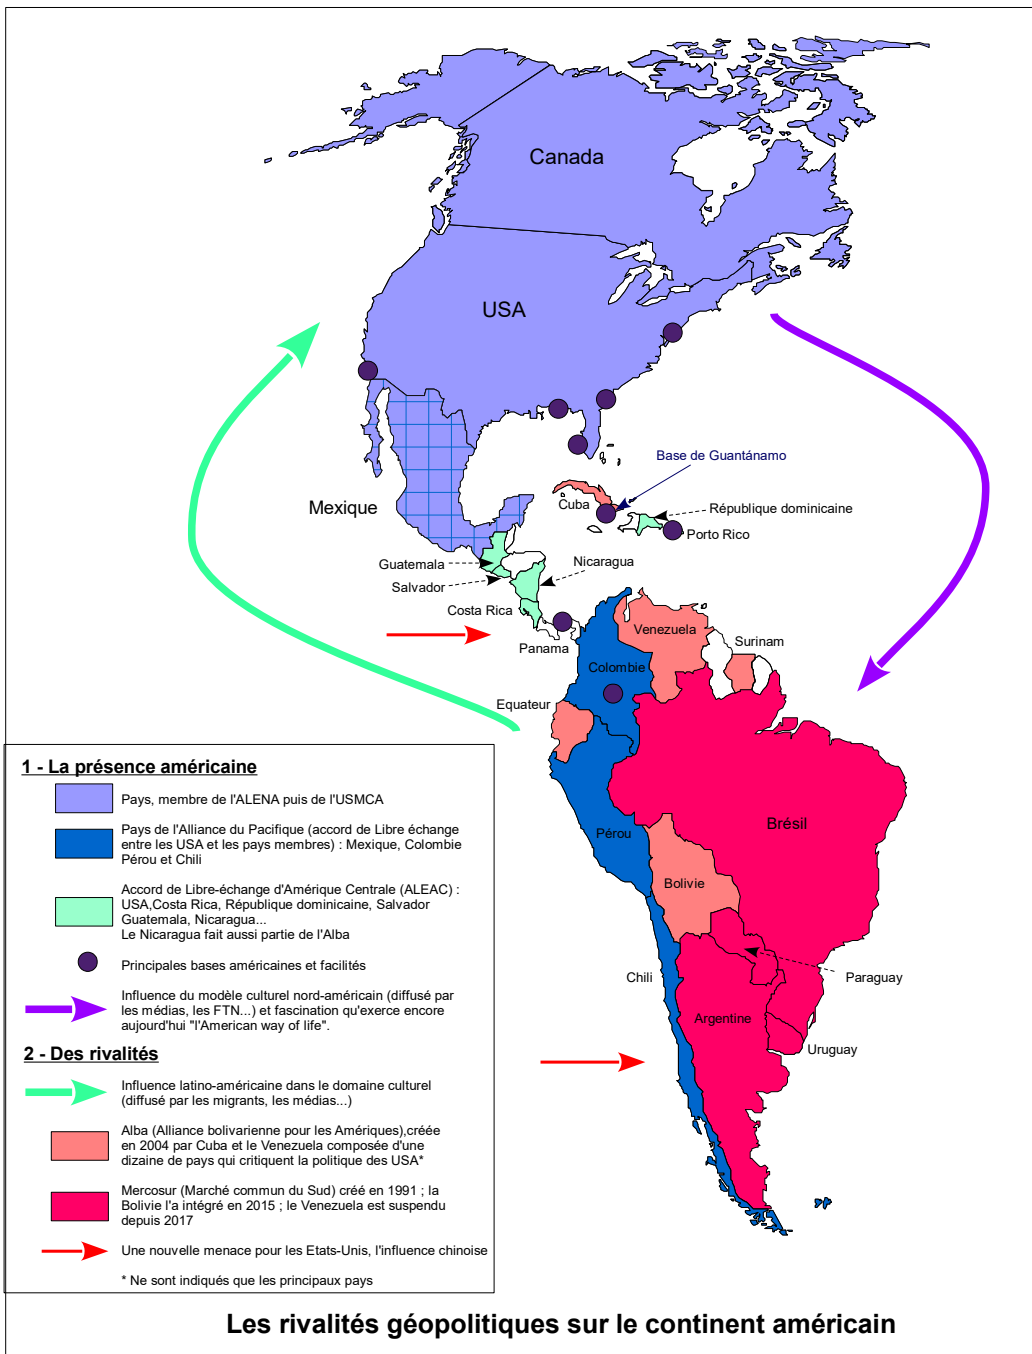 Canada
USA
Base de Guantánamo
Mexique
Cuba
République dominicaine
Porto Rico
Guatemala
Nicaragua
Salvador
Costa Rica
Panama
Venezuela
Surinam
Colombie
Equateur
Pérou
Brésil
Bolivie
Chili
Paraguay
Argentine
Uruguay
1 - La présence américaine
Pays, membre de l'ALENA puis de l'USMCA
Pays de l'Alliance du Pacifique (accord de Libre échange
entre les USA et les pays membres) : Mexique, Colombie
Pérou et Chili
Accord de Libre-échange d'Amérique Centrale (ALEAC) :
USA,Costa Rica, République dominicaine, Salvador
Guatemala, Nicaragua...
Le Nicaragua fait aussi partie de l'Alba
Principales bases américaines et facilités
Influence du modèle culturel nord-américain (diffusé par
les médias, les FTN...) et fascination qu'exerce encore
aujourd'hui "l'American way of life".
2 - Des rivalités
Influence latino-américaine dans le domaine culturel
(diffusé par les migrants, les médias...)
Alba (Alliance bolivarienne pour les Amériques),créée
en 2004 par Cuba et le Venezuela composée d'une
dizaine de pays qui critiquent la politique des USA*
Mercosur (Marché commun du Sud) créé en 1991 ; la
Bolivie l'a intégré en 2015 ; le Venezuela est suspendu
depuis 2017
Une nouvelle menace pour les Etats-Unis, l'influence chinoise
* Ne sont indiqués que les principaux pays
Les rivalités géopolitiques sur le continent américain